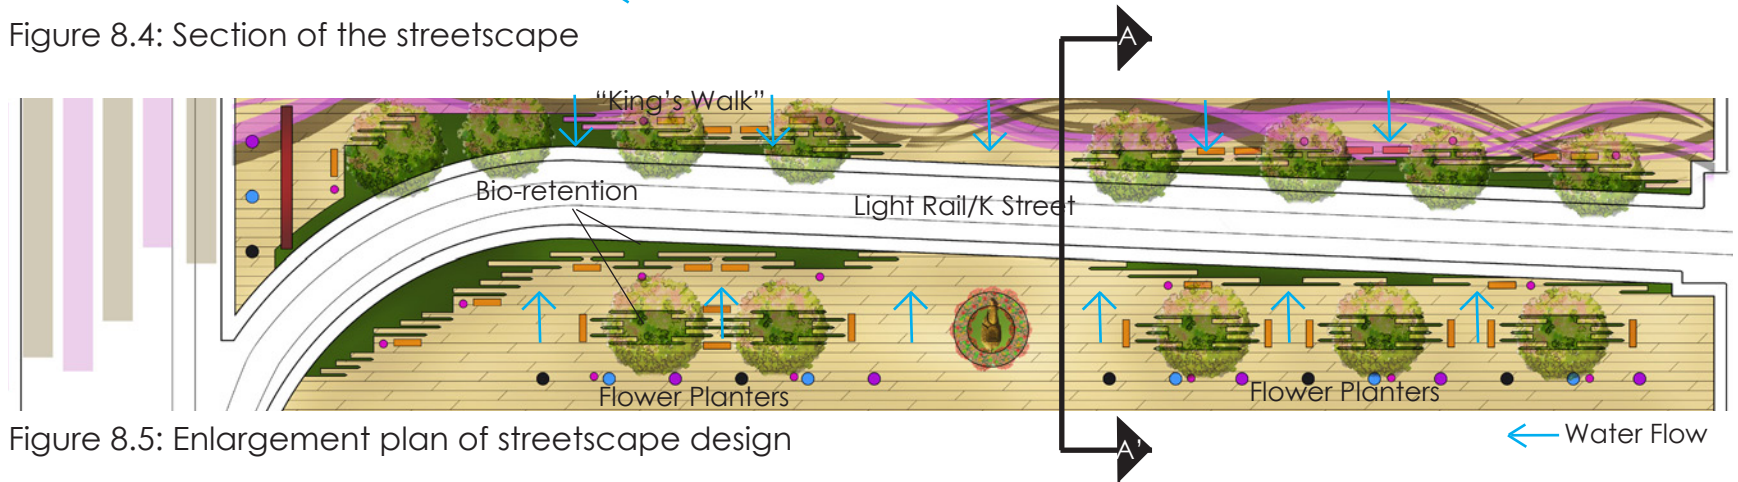 Figure 8.4: Section of the streetscape
A
"King's Walk"
Bio-retention
Light Rail/K Street
Flower Planters
Flower Planters
Figure 8.5: Enlargement plan of streetscape design
A'
Water Flow